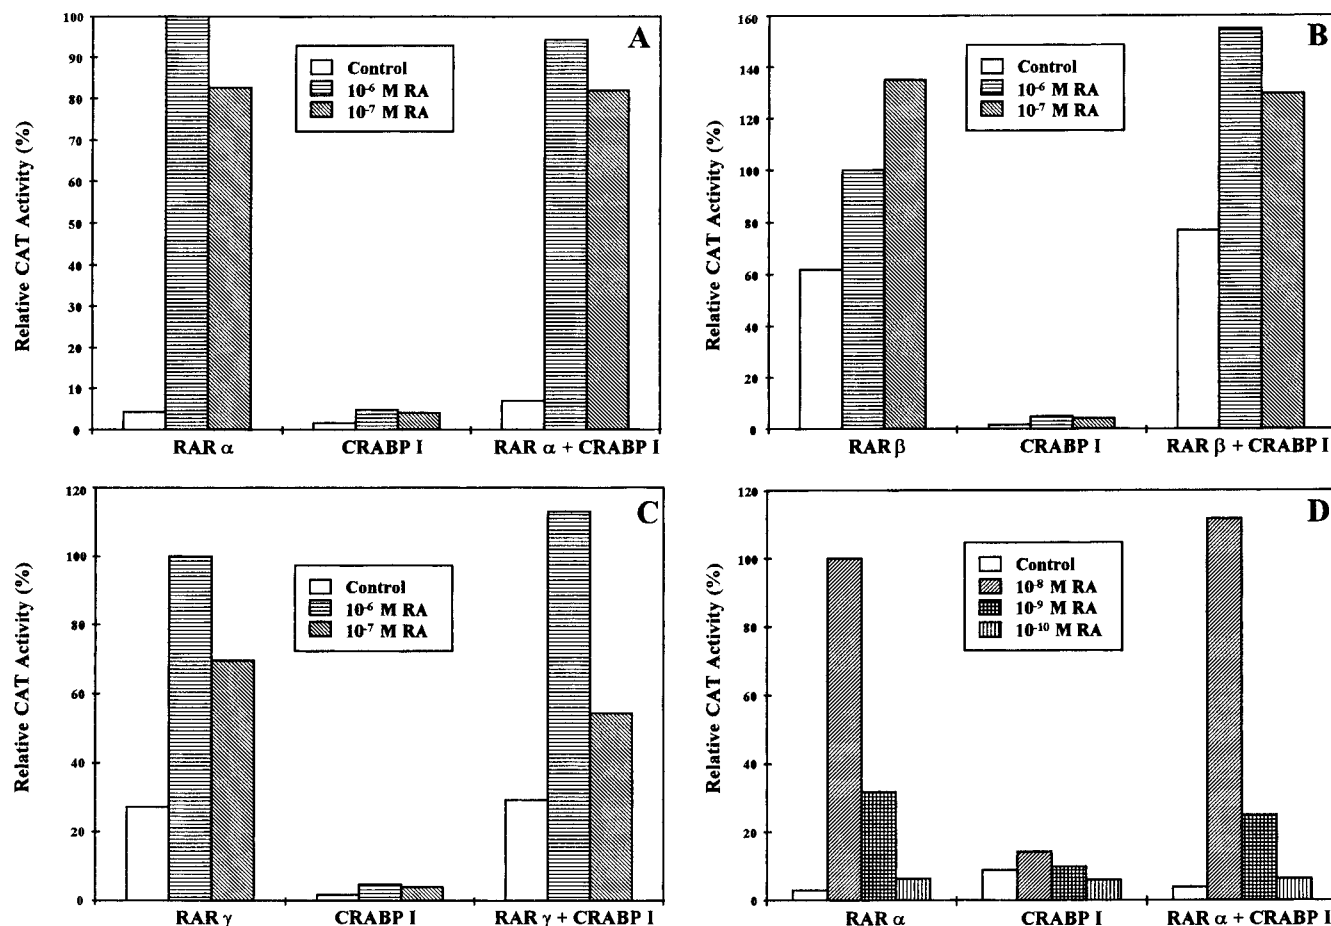 A
Relative CAT Activity (%)
100
90
80
70
60
50
40
30
20
10
0
Control
10-6 M RA
10-7 M RA
RAR α
CRABP I
RAR α + CRABP I
B
Relative CAT Activity (%)
160
140
120
100
80
60
40
20
0
Control
10-6 M RA
10-7 M RA
RAR β
CRABP I
RAR β + CRABP I
C
Relative CAT Activity (%)
120
100
80
60
40
20
0
Control
10-6 M RA
10-7 M RA
RAR γ
CRABP I
RAR γ + CRABP I
D
Relative CAT Activity (%)
120
100
80
60
40
20
0
Control
10-8 M RA
10-9 M RA
10-10 M RA
RAR α
CRABP I
RAR α + CRABP I